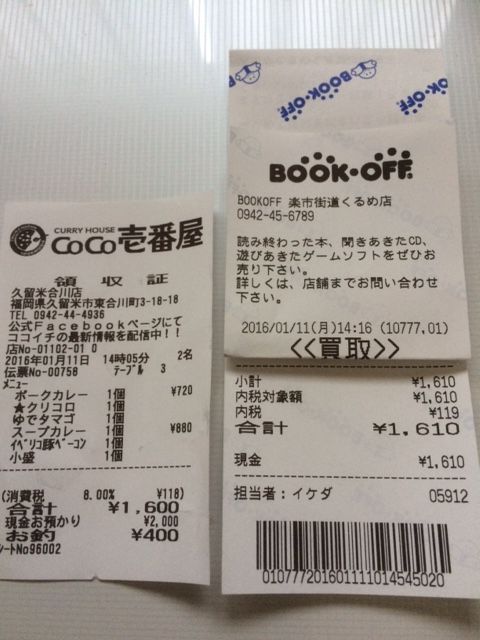 CURRY HOUSE
CoCo壱番屋
領収証
久留米合川店
福岡県久留米市東合川町3-18-18
TEL 0942-44-4936
公式Facebookページにて
ココイチの最新情報を配信中!!
店No-01102-01 0
2016年01月11日 14時05分 2名
伝票No-00758 テーブル 3
メニュー
ポークカレー 1個 ¥720
★クリコロ 1個
ゆでタマゴ 1個
スープカレー 1個 ¥880
イベリコ豚ベーコン 1個
小盛 1個
(消費税 8.00% ¥118)
合計 ¥1,600
現金お預かり ¥2,000
お釣 ¥400
シートNo96002
BOOK・OFF
BOOK・OFF
BOOK・OFF
BOOKOFF 楽市街道くるめ店
0942-45-6789
読み終わった本、聞きあきたCD、
遊びあきたゲームソフトをぜひお
売り下さい。
詳しくは、店舗までお問い合わせ
下さい。
2016/01/11(月)14:16 (10777,01)
<<買取>>
小計 ¥1,610
内税対象額 ¥1,610
内税 ¥119
合計 ¥1,610
現金 ¥1,610
担当者:イケダ 05912
0107772016011111014545020